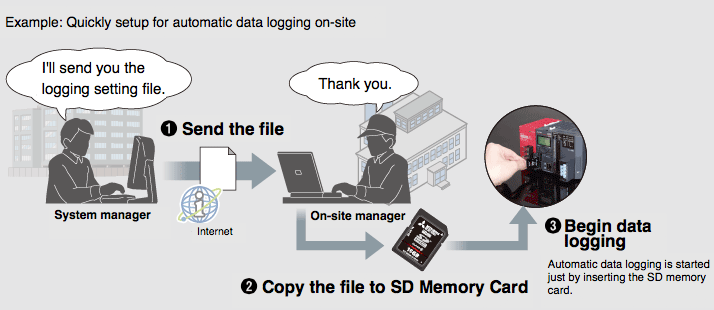 Example: Quickly setup for automatic data logging on-site
I'll send you the
logging setting file.
Thank you.
❶ Send the file
System manager
Internet
On-site manager
❷ Copy the file to SD Memory Card
❸ Begin data
logging
Automatic data logging is started
just by inserting the SD memory
card.